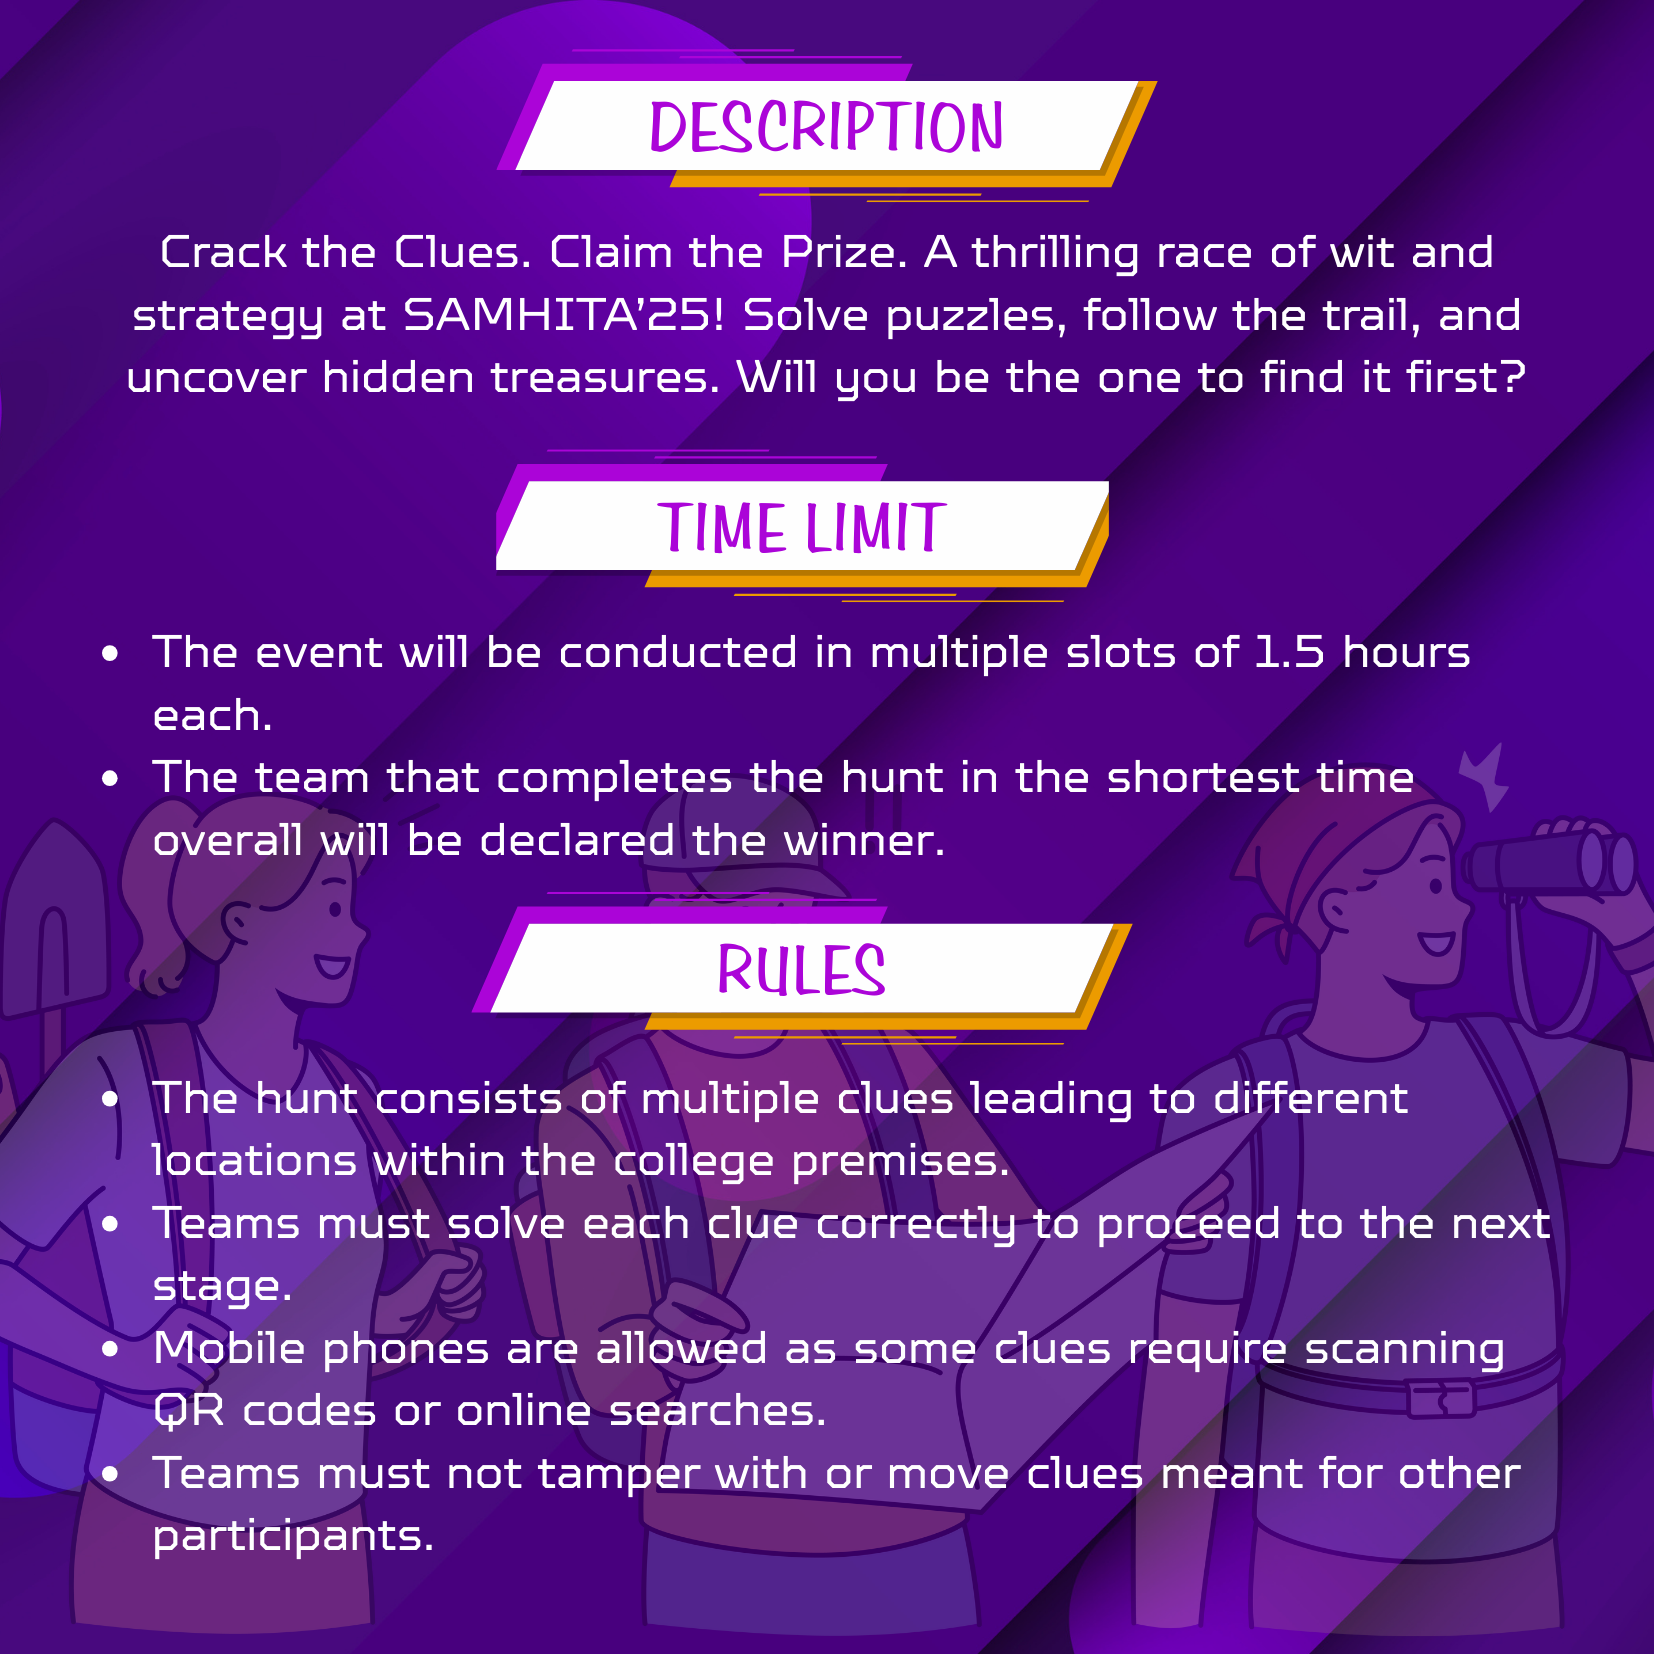 DESCRIPTION
Crack the Clues. Claim the Prize. A thrilling race of wit and
strategy at SAMHITA’25! Solve puzzles, follow the trail, and
uncover hidden treasures. Will you be the one to find it first?
TIME LIMIT
• The event will be conducted in multiple slots of 1.5 hours
each.
• The team that completes the hunt in the shortest time
overall will be declared the winner.
RULES
• The hunt consists of multiple clues leading to different
locations within the college premises.
• Teams must solve each clue correctly to proceed to the next
stage.
• Mobile phones are allowed as some clues require scanning
QR codes or online searches.
• Teams must not tamper with or move clues meant for other
participants.